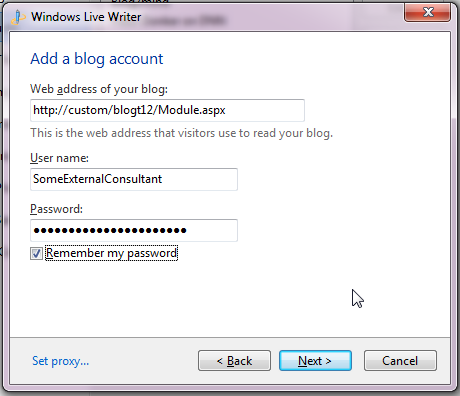 Windows Live Writer
Add a blog account
Web address of your blog:
http://custom/blogt12/Module.aspx
This is the web address that visitors use to read your blog.
User name:
SomeExternalConsultant
Password:
●●●●●●●●●●●●●●●●●●●●●●
Remember my password
Set proxy...
< Back
Next >
Cancel